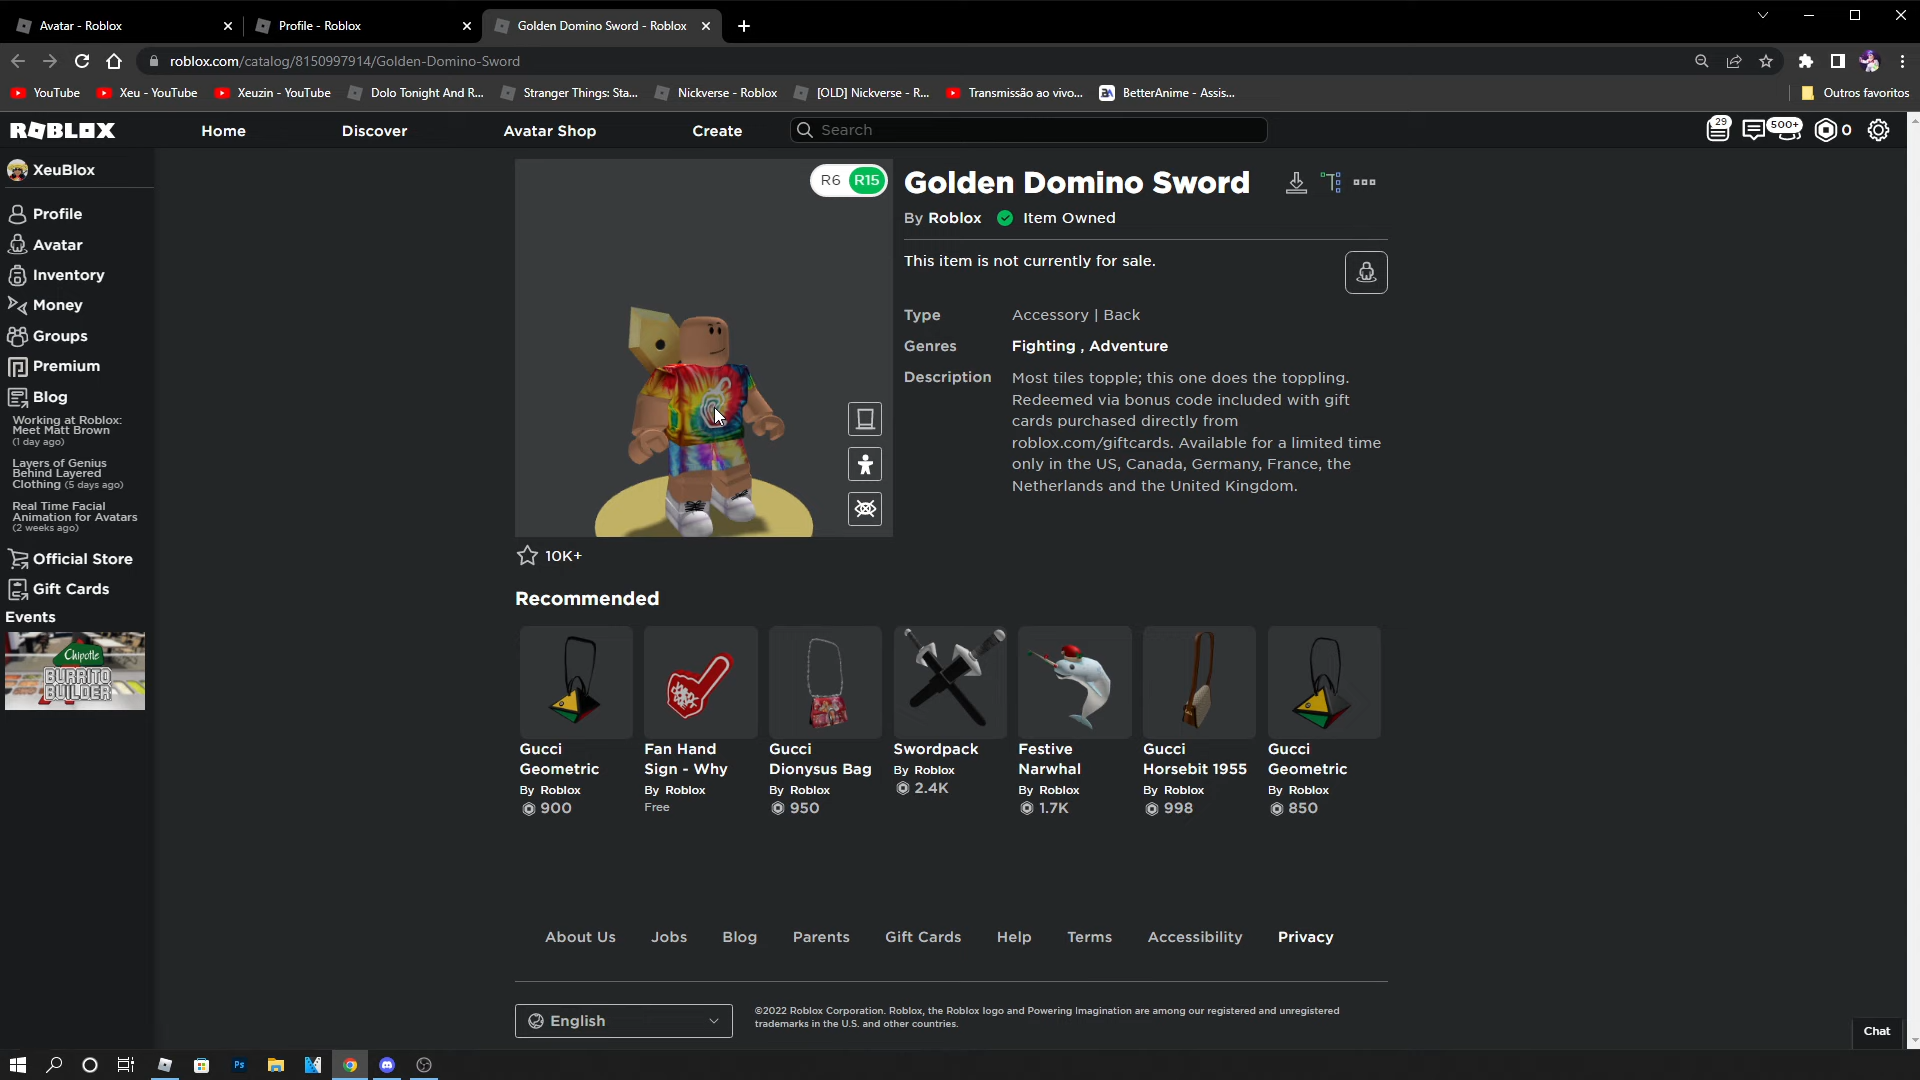 Avatar - Roblox
Profile - Roblox
Golden Domino Sword - Roblox
roblox.com/catalog/8150997914/Golden-Domino-Sword
YouTube
Xeu - YouTube
Xeuzin - YouTube
Dolo Tonight And R...
Stranger Things: Sta...
Nickverse - Roblox
[OLD] Nickverse - R...
Transmissão ao vivo...
BetterAnime - Assis...
Outros favoritos
ROBLOX
Home
Discover
Avatar Shop
Create
Search
29
500+
0
XeuBlox
Profile
Avatar
Inventory
Money
Groups
Premium
Blog
Working at Roblox:
Meet Matt Brown
(1 day ago)
Layers of Genius
Behind Layered
Clothing (5 days ago)
Real Time Facial
Animation for Avatars
(2 weeks ago)
Official Store
Gift Cards
Events
Chipotle
BURRITO
BUILDER
R6 R15
Golden Domino Sword
By Roblox Item Owned
This item is not currently for sale.
Type Accessory | Back
Genres Fighting , Adventure
Description Most tiles topple; this one does the toppling.
Redeemed via bonus code included with gift
cards purchased directly from
roblox.com/giftcards. Available for a limited time
only in the US, Canada, Germany, France, the
Netherlands and the United Kingdom.
10K+
Recommended
Gucci
Geometric
By Roblox
900
Fan Hand
Sign - Why
By Roblox
Free
Gucci
Dionysus Bag
By Roblox
950
Swordpack
By Roblox
2.4K
Festive
Narwhal
By Roblox
1.7K
Gucci
Horsebit 1955
By Roblox
998
Gucci
Geometric
By Roblox
850
About Us
Jobs
Blog
Parents
Gift Cards
Help
Terms
Accessibility
Privacy
English
©2022 Roblox Corporation. Roblox, the Roblox logo and Powering Imagination are among our registered and unregistered
trademarks in the U.S. and other countries.
Chat
Ps